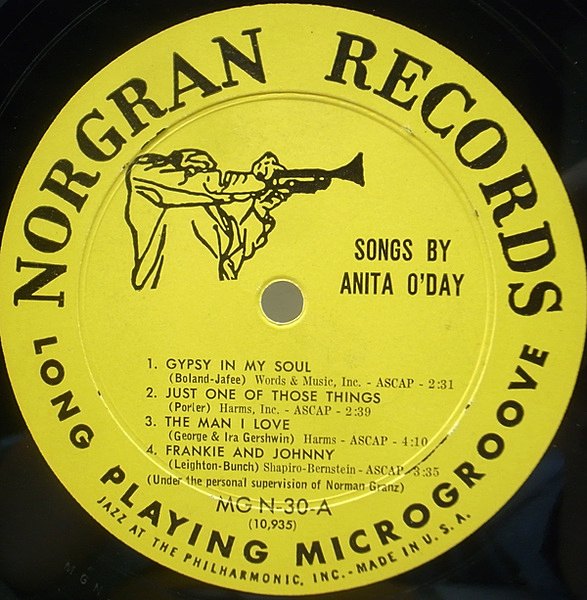 NORGRAN RECORDS
SONGS BY
ANITA O'DAY
1. GYPSY IN MY SOUL
(Boland-Jafee) Words & Music, Inc. - ASCAP - 2:31
2. JUST ONE OF THOSE THINGS
(Porter) Harms, Inc. - ASCAP - 2:39
3. THE MAN I LOVE
(George & Ira Gershwin) Harms - ASCAP - 4:10
4. FRANKIE AND JOHNNY
(Leighton-Bunch) Shapiro-Bernstein - ASCAP - 3:35
(Under the personal supervision of Norman Granz)
MG N-30-A
(10,935)
LONG PLAYING MICROGROOVE
JAZZ AT THE PHILHARMONIC, INC. - MADE IN U.S.A.
MGN